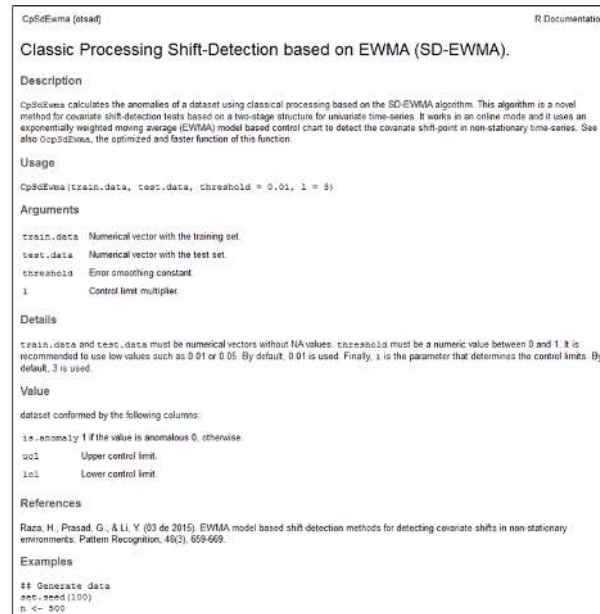 CpSdEwma {otsad}
R Documentatio
Classic Processing Shift-Detection based on EWMA (SD-EWMA).
Description
CpSdEwma calculates the anomalies of a dataset using classical processing based on the SD-EWMA algorithm. This algorithm is a novel
method for covariate shift-detection tests based on a two-stage structure for univariate time-series. It works in an online mode and it uses an
exponentially weighted moving average (EWMA) model based control chart to detect the covariate shift-point in non-stationary time-series. See
also OcpSdEwma, the optimized and faster function of this function.
Usage
CpSdEwma(train.data, test.data, threshold = 0.01, l = 3)
Arguments
train.data Numerical vector with the training set.
test.data Numerical vector with the test set.
threshold Error smoothing constant.
l Control limit multiplier.
Details
train.data and test.data must be numerical vectors without NA values. threshold must be a numeric value between 0 and 1. It is
recommended to use low values such as 0.01 or 0.05. By default, 0.01 is used. Finally, l is the parameter that determines the control limits. By
default, 3 is used.
Value
dataset conformed by the following columns:
is.anomaly 1 if the value is anomalous 0, otherwise.
ucl Upper control limit.
lcl Lower control limit.
References
Raza, H., Prasad, G., & Li, Y. (03 de 2015). EWMA model based shift-detection methods for detecting covariate shifts in non-stationary
environments. Pattern Recognition, 48(3), 659-669.
Examples
## Generate data
set.seed(100)
n <- 500